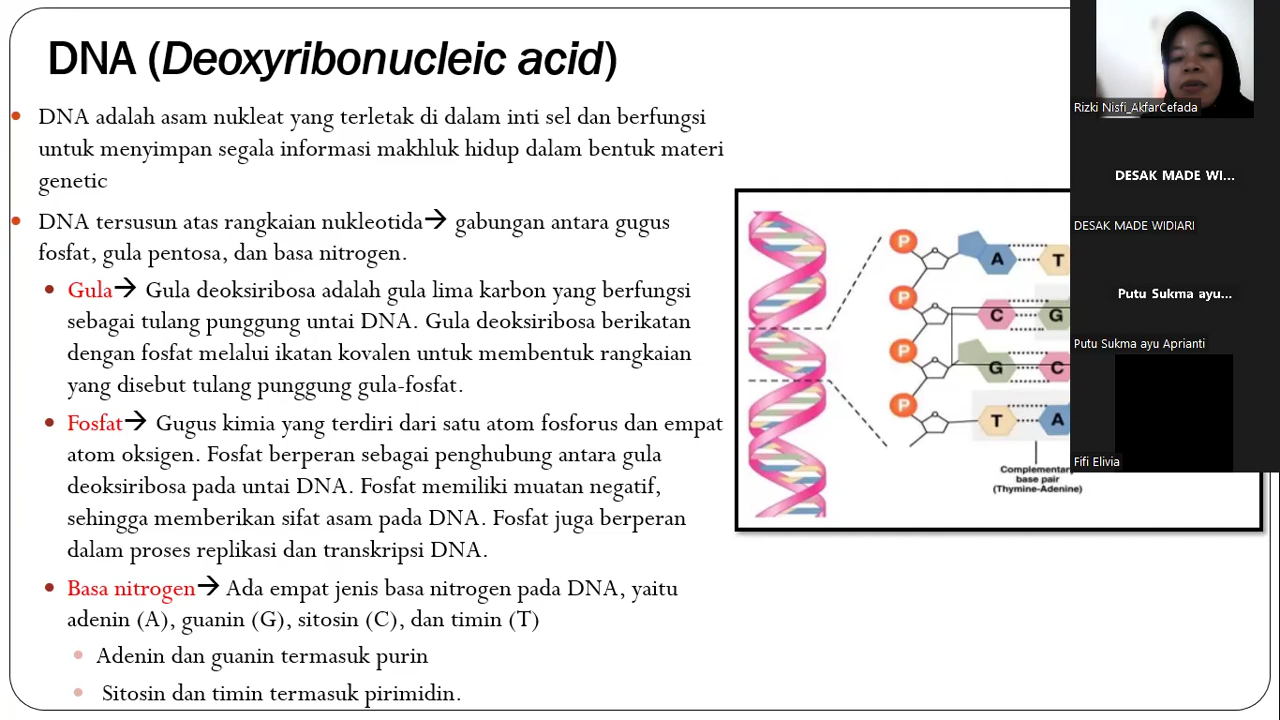 DNA (Deoxyribonucleic acid)
DNA adalah asam nukleat yang terletak di dalam inti sel dan berfungsi
untuk menyimpan segala informasi makhluk hidup dalam bentuk materi
genetic
DNA tersusun atas rangkaian nukleotida→ gabungan antara gugus
fosfat, gula pentosa, dan basa nitrogen.
Gula→ Gula deoksiribosa adalah gula lima karbon yang berfungsi
sebagai tulang punggung untai DNA. Gula deoksiribosa berikatan
dengan fosfat melalui ikatan kovalen untuk membentuk rangkaian
yang disebut tulang punggung gula-fosfat.
Fosfat→ Gugus kimia yang terdiri dari satu atom fosforus dan empat
atom oksigen. Fosfat berperan sebagai penghubung antara gula
deoksiribosa pada untai DNA. Fosfat memiliki muatan negatif,
sehingga memberikan sifat asam pada DNA. Fosfat juga berperan
dalam proses replikasi dan transkripsi DNA.
Basa nitrogen→ Ada empat jenis basa nitrogen pada DNA, yaitu
adenin (A), guanin (G), sitosin (C), dan timin (T)
Adenin dan guanin termasuk purin
Sitosin dan timin termasuk pirimidin.
P A T
P C G
P G C
P T A
Complementary
base pair
(Thymine-Adenine)
Rizki Nisfi_AkfarCefada
DESAK MADE WI...
DESAK MADE WIDIARI
Putu Sukma ayu...
Putu Sukma ayu Aprianti
Fifi Elivia